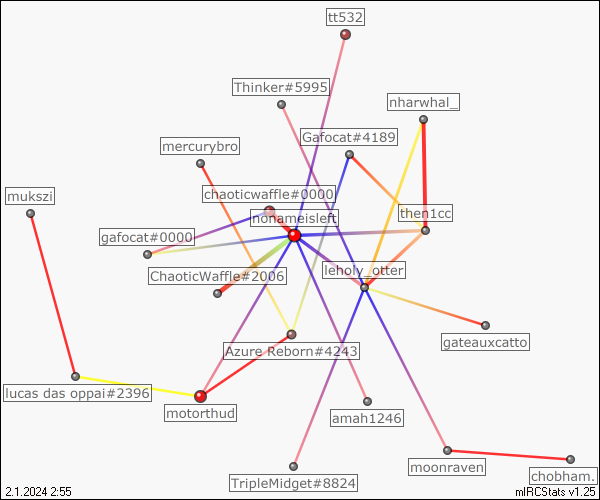 tt532
Thinker#5995
nharwhal_
Gafocat#4189
mercurybro
mukszi
chaoticwaffle#0000
nonameisleft
then1cc
gafocat#0000
ChaoticWaffle#2006
leholy_otter
Azure Reborn#4243
gateauxcatto
lucas das oppai#2396
motorthud
amah1246
moonraven
TripleMidget#8824
chobham.
2.1.2024 2:55
mIRCStats v1.25